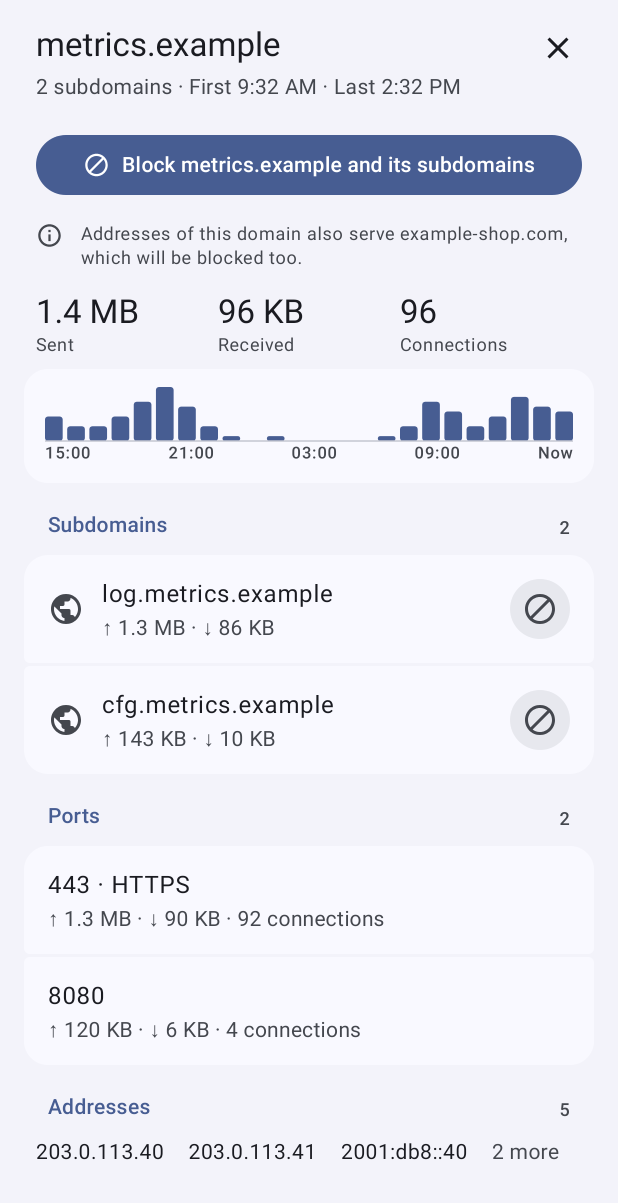 metrics.example
2 subdomains · First 9:32 AM · Last 2:32 PM
Block metrics.example and its subdomains
Addresses of this domain also serve example-shop.com,
which will be blocked too.
1.4 MB 96 KB 96
Sent Received Connections
15:00 21:00 03:00 09:00 Now
Subdomains 2
log.metrics.example
↑ 1.3 MB · ↓ 86 KB
cfg.metrics.example
↑ 143 KB · ↓ 10 KB
Ports 2
443 · HTTPS
↑ 1.3 MB · ↓ 90 KB · 92 connections
8080
↑ 120 KB · ↓ 6 KB · 4 connections
Addresses 5
203.0.113.40 203.0.113.41 2001:db8::40 2 more